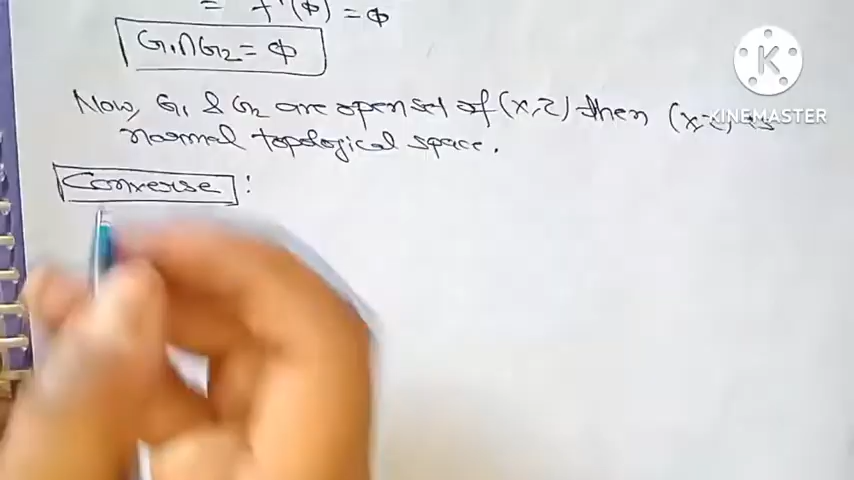 = f⁻¹(Φ) = Φ
G₁∩G₂ = Φ
Now, G₁ & G₂ are open set of (X,τ) then (X,τ) is
normal topological space.
Converse :
KINEMASTER